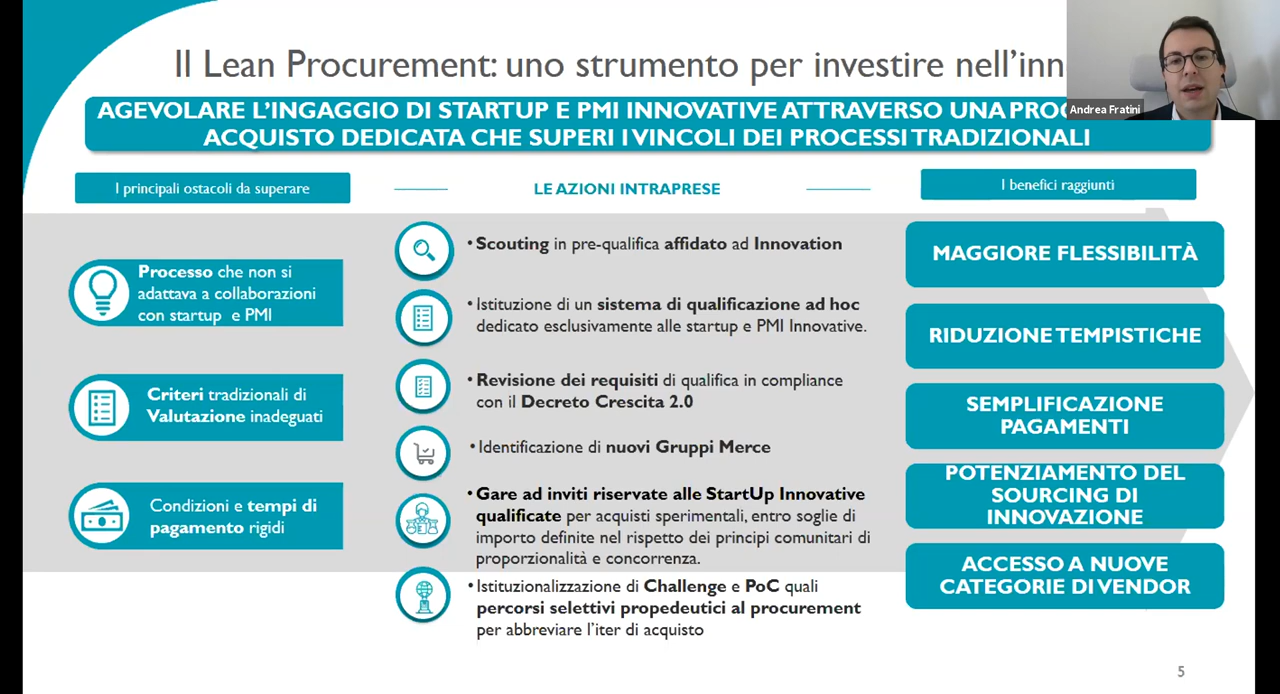 Il Lean Procurement: uno strumento per investire nell'inn
AGEVOLARE L'INGAGGIO DI STARTUP E PMI INNOVATIVE ATTRAVERSO UNA
ACQUISTO DEDICATA CHE SUPERI I VINCOLI DEI PROCESSI TRADIZIONALI
Andrea Fratini
I principali ostacoli da superare
Processo che non si
adattava a collaborazioni
con startup e PMI
Criteri tradizionali di
Valutazione inadeguati
Condizioni e tempi di
pagamento rigidi
LE AZIONI INTRAPRESE
• Scouting in pre-qualifica affidato ad Innovation
• Istituzione di un sistema di qualificazione ad hoc
dedicato esclusivamente alle startup e PMI Innovative.
• Revisione dei requisiti di qualifica in compliance
con il Decreto Crescita 2.0
• Identificazione di nuovi Gruppi Merce
• Gare ad inviti riservate alle StartUp Innovative
qualificate per acquisti sperimentali, entro soglie di
importo definite nel rispetto dei principi comunitari di
proporzionalità e concorrenza.
• Istituzionalizzazione di Challenge e PoC quali
percorsi selettivi propedeutici al procurement
per abbreviare l'iter di acquisto
I benefici raggiunti
MAGGIORE FLESSIBILITÀ
RIDUZIONE TEMPISTICHE
SEMPLIFICAZIONE
PAGAMENTI
POTENZIAMENTO DEL
SOURCING DI
INNOVAZIONE
ACCESSO A NUOVE
CATEGORIE DI VENDOR
5